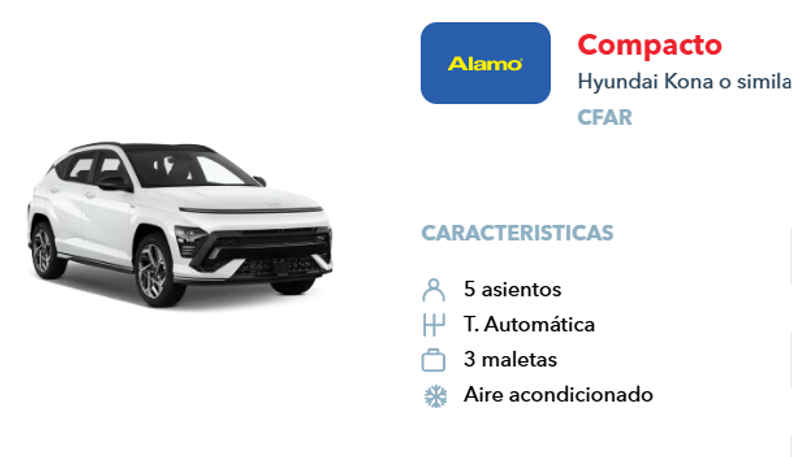 Alamo
Compacto
Hyundai Kona o simila
CFAR
CARACTERISTICAS
5 asientos
T. Automática
3 maletas
Aire acondicionado